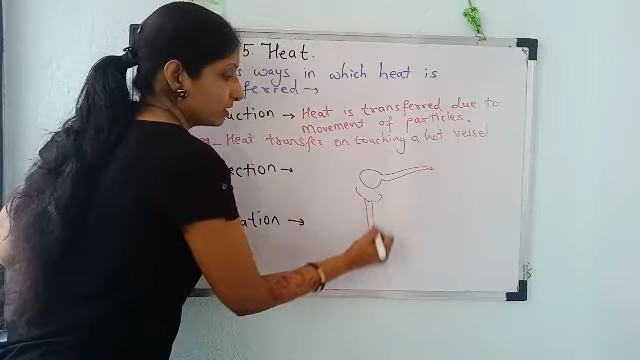 5. Heat.
ways in which heat is
ferred →
uction → Heat is transferred due to
movement of particles.
Heat transfer on touching a hot vessel
ection →
ation →